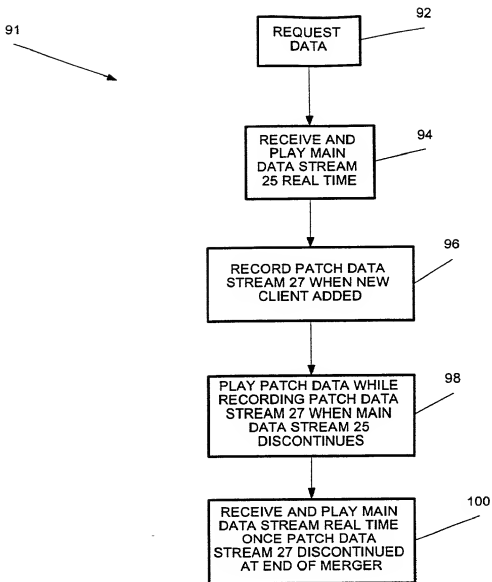 91
92
REQUEST
DATA
94
RECEIVE AND
PLAY MAIN
DATA STREAM
25 REAL TIME
96
RECORD PATCH DATA
STREAM 27 WHEN NEW
CLIENT ADDED
98
PLAY PATCH DATA WHILE
RECORDING PATCH DATA
STREAM 27 WHEN MAIN
DATA STREAM 25
DISCONTINUES
100
RECEIVE AND PLAY MAIN
DATA STREAM REAL TIME
ONCE PATCH DATA
STREAM 27 DISCONTINUED
AT END OF MERGER